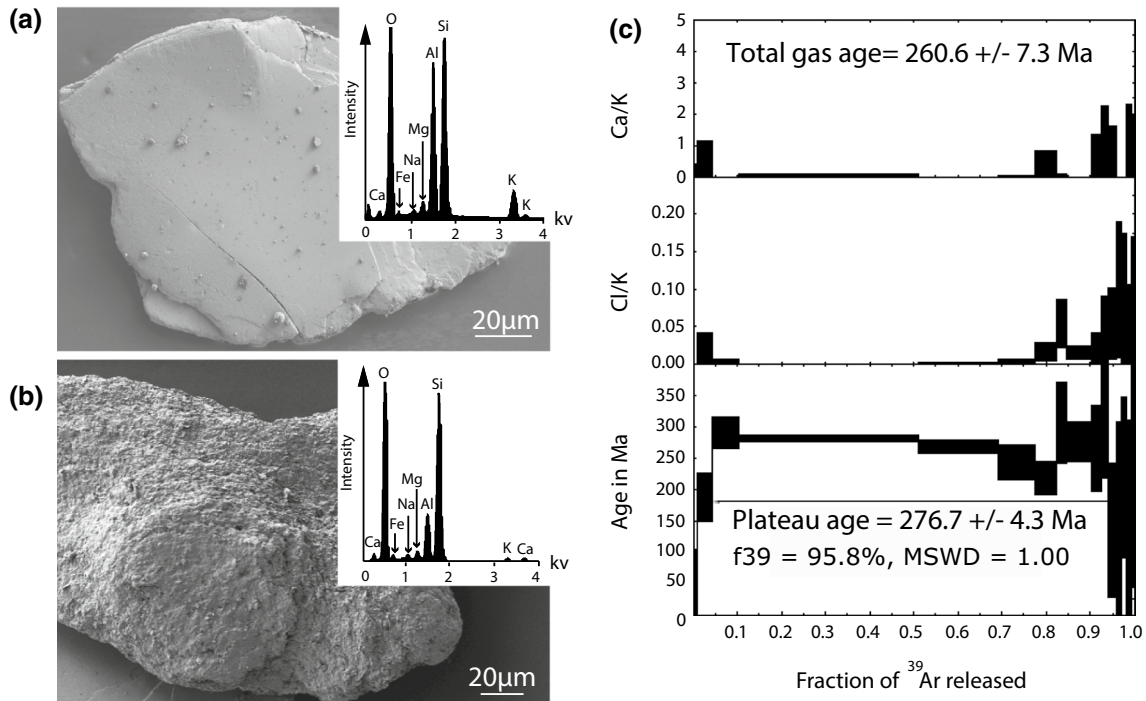 (a)
O
Si
Al
Mg
Na
Fe
Ca
K
K
Intensity
0 1 2 3 4
kv
20µm
(b)
O
Si
Mg
Na
Al
Fe
Ca
K Ca
Intensity
0 1 2 3 4
kv
20µm
(c)
Total gas age= 260.6 +/- 7.3 Ma
Ca/K
5
4
3
2
1
0
Cl/K
0.20
0.15
0.10
0.05
0.00
Age in Ma
350
300
250
200
150
100
50
0
Plateau age = 276.7 +/- 4.3 Ma
f39 = 95.8%, MSWD = 1.00
0.1 0.2 0.3 0.4 0.5 0.6 0.7 0.8 0.9 1.0
Fraction of ³⁹Ar released